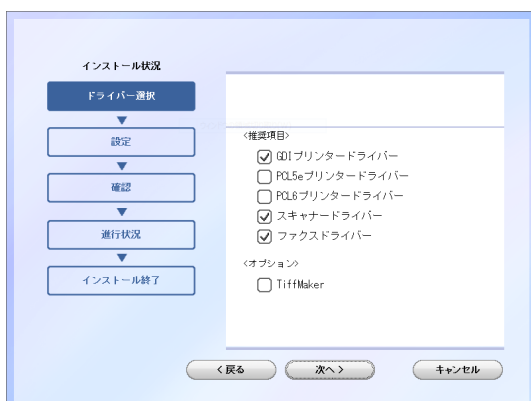 インストール状況
ドライバー選択
設定
確認
進行状況
インストール終了
<推奨項目>
GDIプリンタードライバー
PCL5eプリンタードライバー
PCL6プリンタードライバー
スキャナードライバー
ファクスドライバー
<オプション>
TiffMaker
< 戻る
次へ >
キャンセル